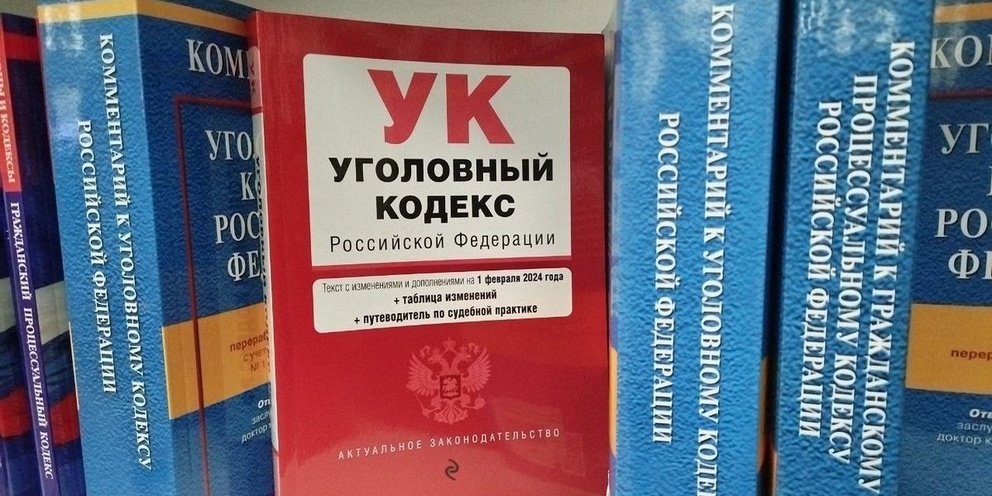 ГРАЖДАНСКИЙ ПРОЦЕССУАЛЬНЫЙ КОДЕКС
КОММЕНТАРИЙ К УГОЛОВНОМУ КОДЕКСУ
РОССИЙСКОЙ ФЕДЕРАЦИИ
УК
УГОЛОВНЫЙ
КОДЕКС
Российской Федерации
Текст с изменениями и дополнениями на 1 февраля 2024 года
+ таблица изменений
+ путеводитель по судебной практике
АКТУАЛЬНОЕ ЗАКОНОДАТЕЛЬСТВО
КОММЕНТАРИЙ К УГОЛОВНОМУ
РОССИЙСКОЙ ФЕДЕРАЦИИ
КОММЕНТАРИЙ К ГРАЖДАНСКОМУ
ПРОЦЕССУАЛЬНОМУ КОДЕКСУ
РОССИЙСКОЙ ФЕДЕРАЦИИ